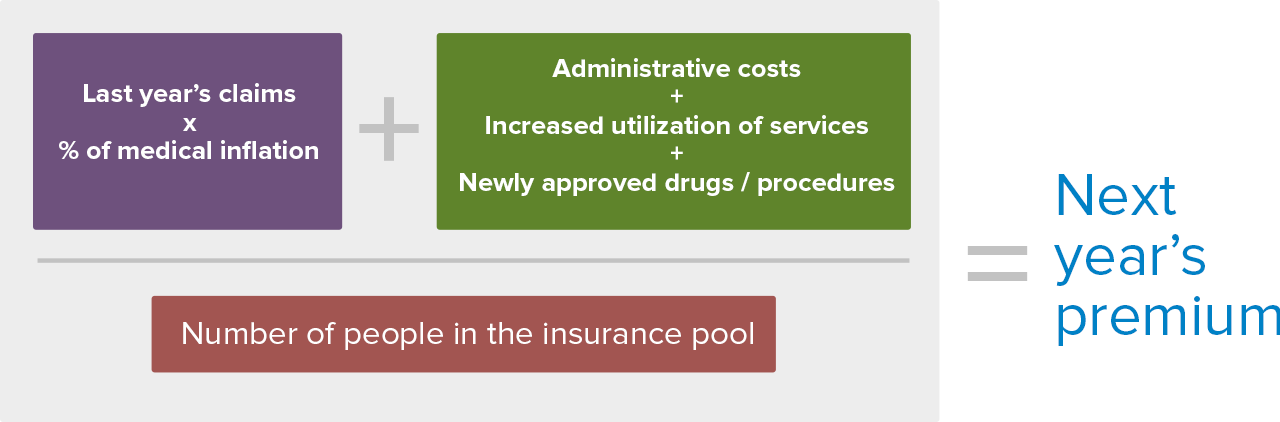 Last year’s claims
x
% of medical inflation
+
Administrative costs
+
Increased utilization of services
+
Newly approved drugs / procedures
Number of people in the insurance pool
=
Next
year’s
premium